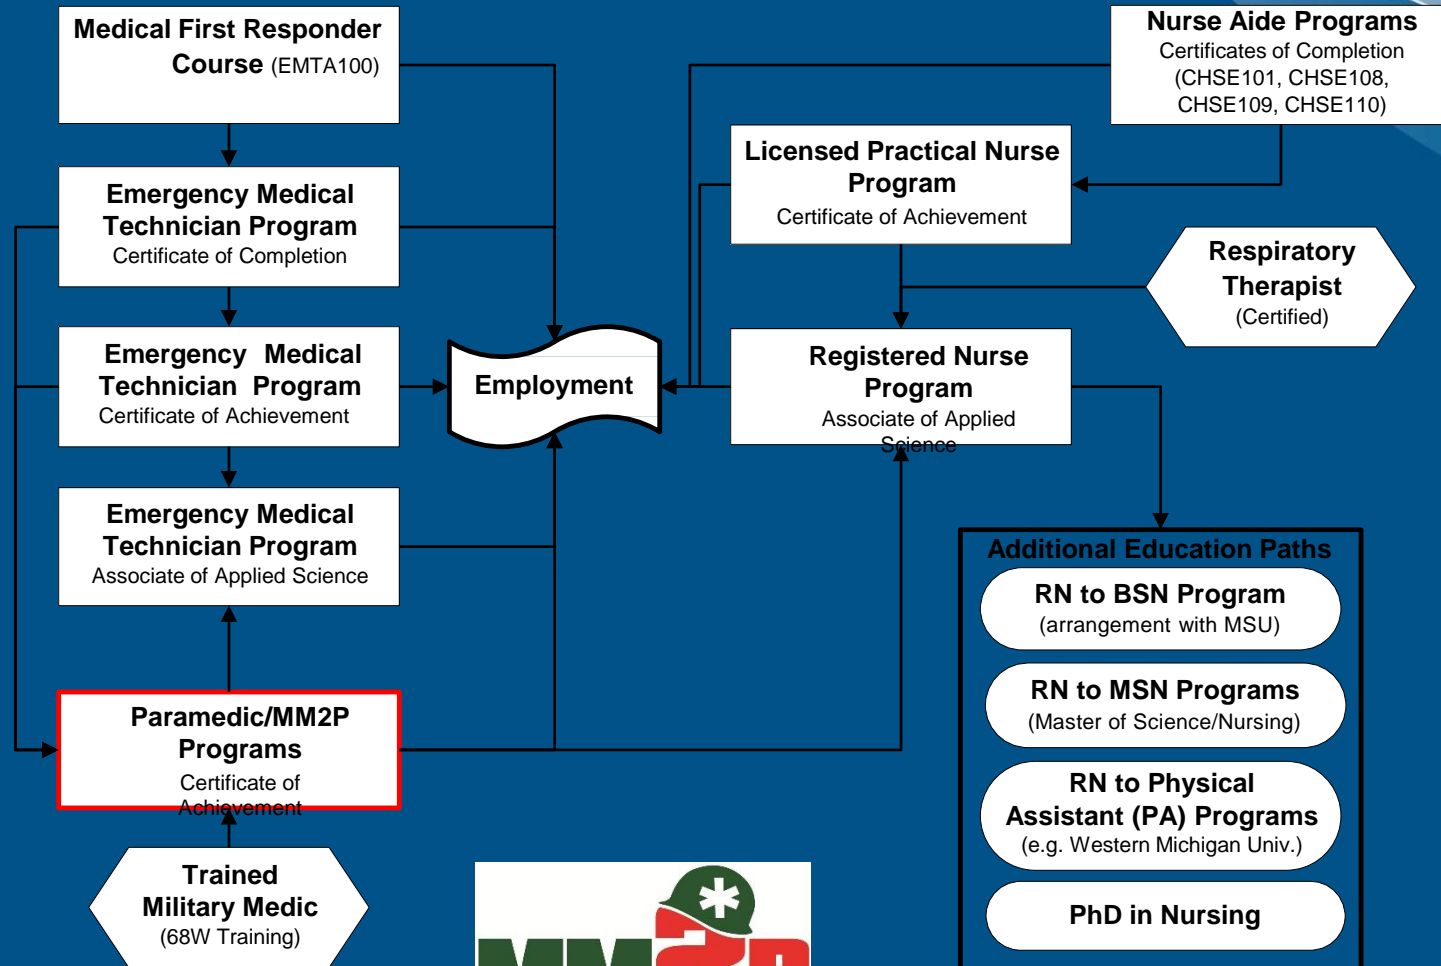 Medical First Responder
Course (EMTA100)
Emergency Medical
Technician Program
Certificate of Completion
Emergency Medical
Technician Program
Certificate of Achievement
Emergency Medical
Technician Program
Associate of Applied Science
Paramedic/MM2P
Programs
Certificate of
Achievement
Trained
Military Medic
(68W Training)
Employment
Nurse Aide Programs
Certificates of Completion
(CHSE101, CHSE108,
CHSE109, CHSE110)
Licensed Practical Nurse
Program
Certificate of Achievement
Respiratory
Therapist
(Certified)
Registered Nurse
Program
Associate of Applied
Science
Additional Education Paths
RN to BSN Program
(arrangement with MSU)
RN to MSN Programs
(Master of Science/Nursing)
RN to Physical
Assistant (PA) Programs
(e.g. Western Michigan Univ.)
PhD in Nursing
MM2P